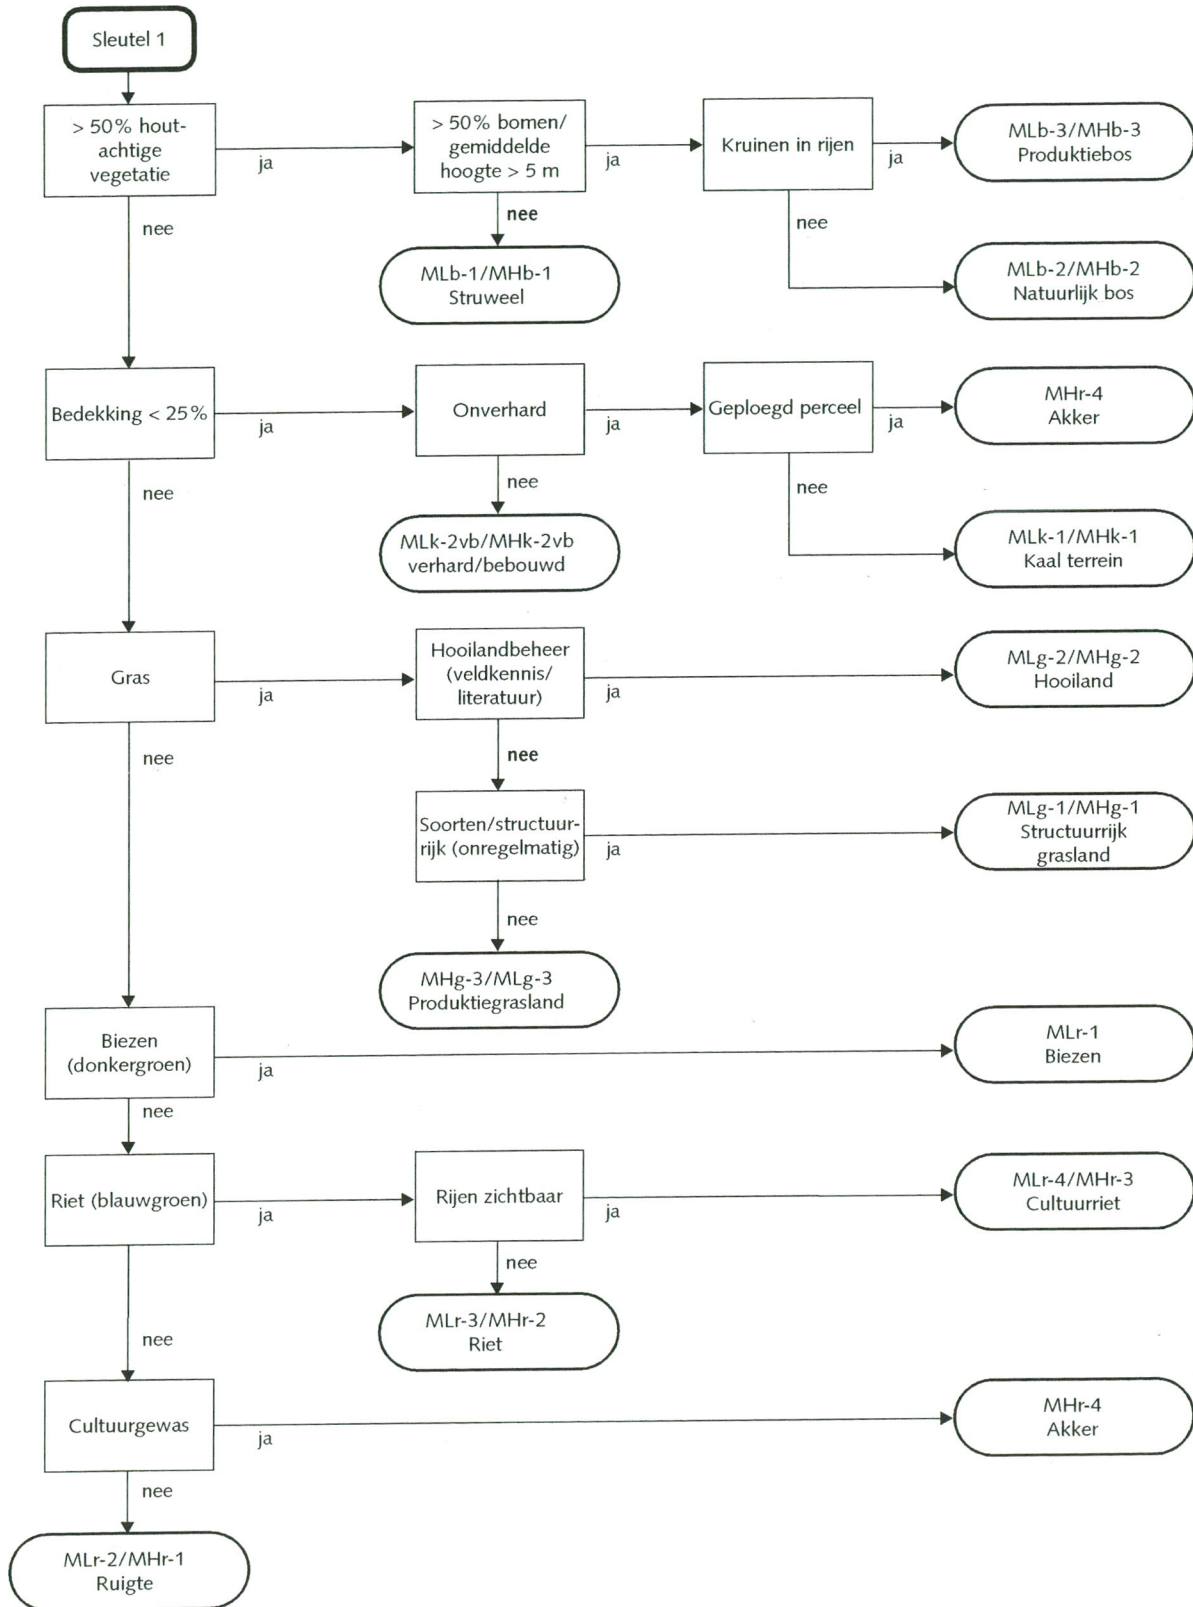 Sleutel 1
> 50% hout-
achtige
vegetatie
ja
> 50% bomen/
gemiddelde
hoogte > 5 m
ja
Kruinen in rijen
ja
MLb-3/MHb-3
Produktiebos
nee
nee
MLb-1/MHb-1
Struweel
nee
MLb-2/MHb-2
Natuurlijk bos
Bedekking < 25%
ja
Onverhard
ja
Geploegd perceel
ja
MHr-4
Akker
nee
nee
MLk-2vb/MHk-2vb
verhard/bebouwd
nee
MLk-1/MHk-1
Kaal terrein
Gras
ja
Hooilandbeheer
(veldkennis/
literatuur)
ja
MLg-2/MHg-2
Hooiland
nee
nee
Soorten/structuur-
rijk (onregelmatig)
ja
MLg-1/MHg-1
Structuurrijk
grasland
nee
MHg-3/MLg-3
Produktiegrasland
Biezen
(donkergroen)
ja
MLr-1
Biezen
nee
Riet (blauwgroen)
ja
Rijen zichtbaar
ja
MLr-4/MHr-3
Cultuurriet
nee
MLr-3/MHr-2
Riet
nee
Cultuurgewas
ja
MHr-4
Akker
nee
MLr-2/MHr-1
Ruigte